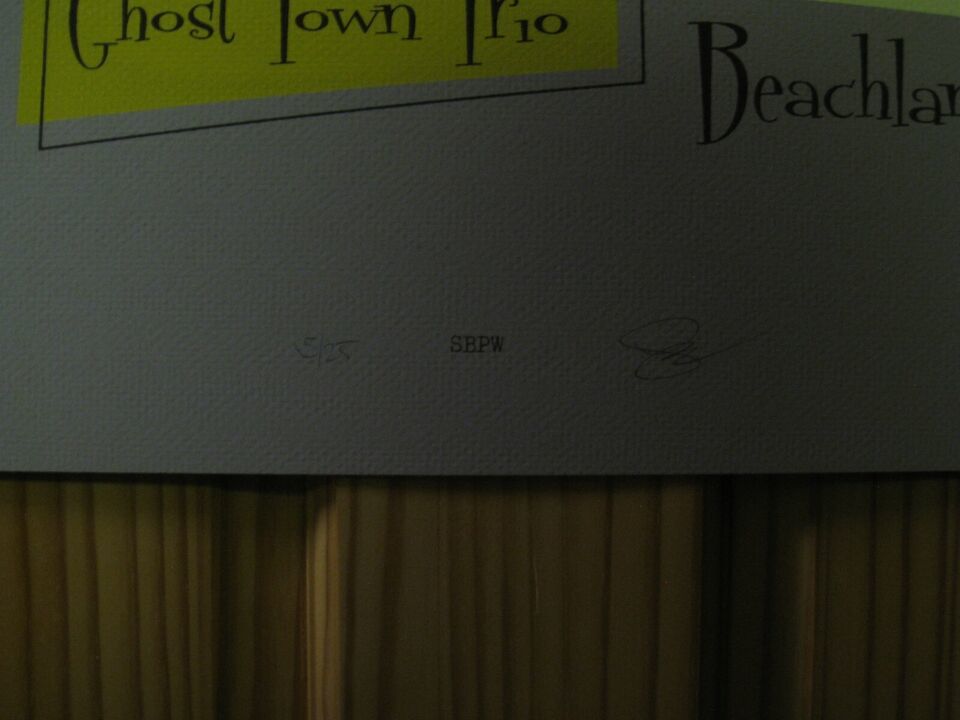 Ghost Town Trio
Beachlan
5/25
SBPW